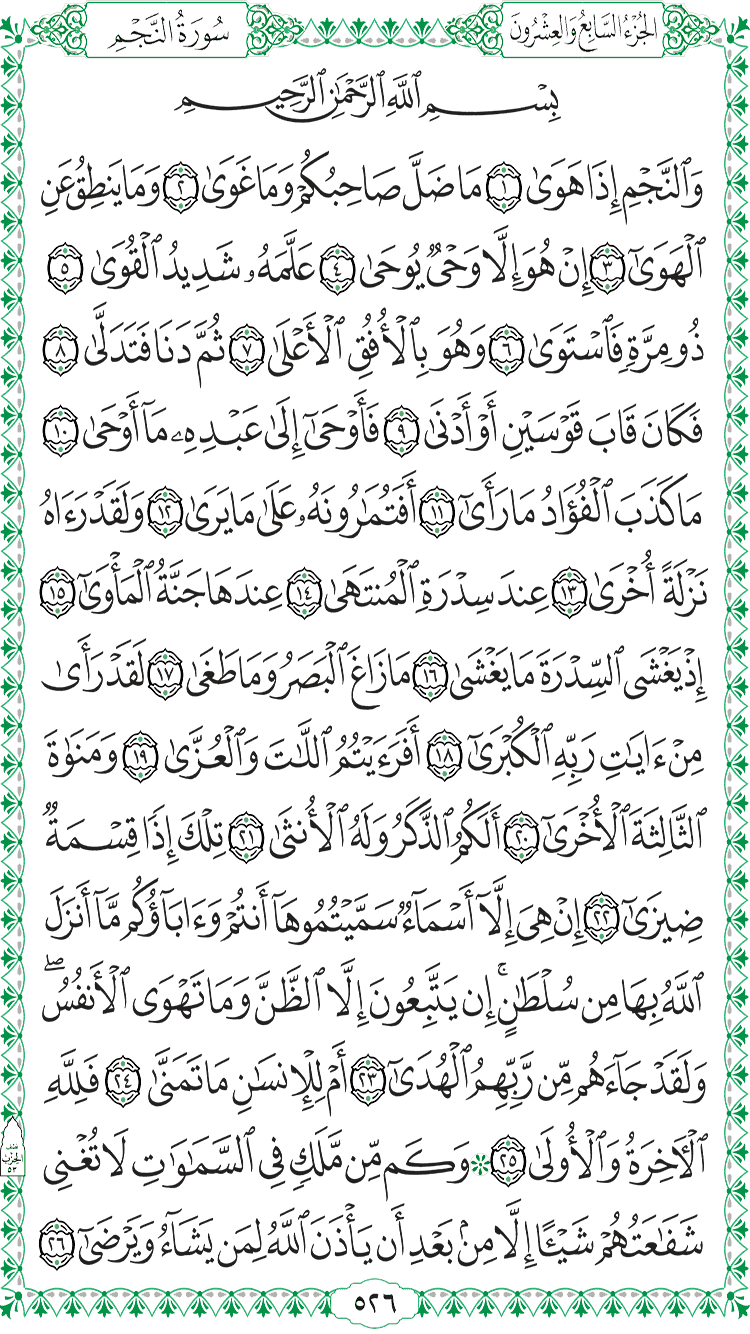 الجُزْءُ السَّابِعُ وَالعِشْرُونَ
سُورَةُ النَّجْمِ
بِسْمِ ٱللَّهِ ٱلرَّحْمَٰنِ ٱلرَّحِيمِ
وَٱلنَّجْمِ إِذَا هَوَىٰ ١ مَا ضَلَّ صَاحِبُكُمْ وَمَا غَوَىٰ ٢ وَمَا يَنطِقُ عَنِ
ٱلْهَوَىٰٓ ٣ إِنْ هُوَ إِلَّا وَحْىٌ يُوحَىٰ ٤ عَلَّمَهُۥ شَدِيدُ ٱلْقُوَىٰ ٥
ذُو مِرَّةٍ فَٱسْتَوَىٰ ٦ وَهُوَ بِٱلْأُفُقِ ٱلْأَعْلَىٰ ٧ ثُمَّ دَنَا فَتَدَلَّىٰ ٨
فَكَانَ قَابَ قَوْسَيْنِ أَوْ أَدْنَىٰ ٩ فَأَوْحَىٰٓ إِلَىٰ عَبْدِهِۦ مَآ أَوْحَىٰ ١٠
مَا كَذَبَ ٱلْفُؤَادُ مَا رَأَىٰٓ ١١ أَفَتُمَٰرُونَهُۥ عَلَىٰ مَا يَرَىٰ ١٢ وَلَقَدْ رَءَاهُ
نَزْلَةً أُخْرَىٰ ١٣ عِندَ سِدْرَةِ ٱلْمُنتَهَىٰ ١٤ عِندَهَا جَنَّةُ ٱلْمَأْوَىٰٓ ١٥
إِذْ يَغْشَى ٱلسِّدْرَةَ مَا يَغْشَىٰ ١٦ مَا زَاغَ ٱلْبَصَرُ وَمَا طَغَىٰ ١٧ لَقَدْ رَأَىٰ
مِنْ ءَايَٰتِ رَبِّهِ ٱلْكُبْرَىٰٓ ١٨ أَفَرَءَيْتُمُ ٱللَّٰتَ وَٱلْعُزَّىٰ ١٩ وَمَنَوٰةَ
ٱلثَّالِثَةَ ٱلْأُخْرَىٰٓ ٢٠ أَلَكُمُ ٱلذَّكَرُ وَلَهُ ٱلْأُنثَىٰ ٢١ تِلْكَ إِذًا قِسْمَةٌ
ضِيزَىٰٓ ٢٢ إِنْ هِىَ إِلَّآ أَسْمَآءٌ سَمَّيْتُمُوهَآ أَنتُمْ وَءَابَآؤُكُم مَّآ أَنزَلَ
ٱللَّهُ بِهَا مِن سُلْطَٰنٍ ۚ إِن يَتَّبِعُونَ إِلَّا ٱلظَّنَّ وَمَا تَهْوَى ٱلْأَنفُسُ ۖ
وَلَقَدْ جَآءَهُم مِّن رَّبِّهِمُ ٱلْهُدَىٰٓ ٢٣ أَمْ لِلْإِنسَٰنِ مَا تَمَنَّىٰ ٢٤ فَلِلَّهِ
ٱلْءَاخِرَةُ وَٱلْأُولَىٰ ٢٥ ۞ وَكَم مِّن مَّلَكٍ فِى ٱلسَّمَٰوَٰتِ لَا تُغْنِى
نصف
الحزب
٥٣
شَفَٰعَتُهُمْ شَيْـًٔا إِلَّا مِنۢ بَعْدِ أَن يَأْذَنَ ٱللَّهُ لِمَن يَشَآءُ وَيَرْضَىٰٓ ٢٦
٥٢٦